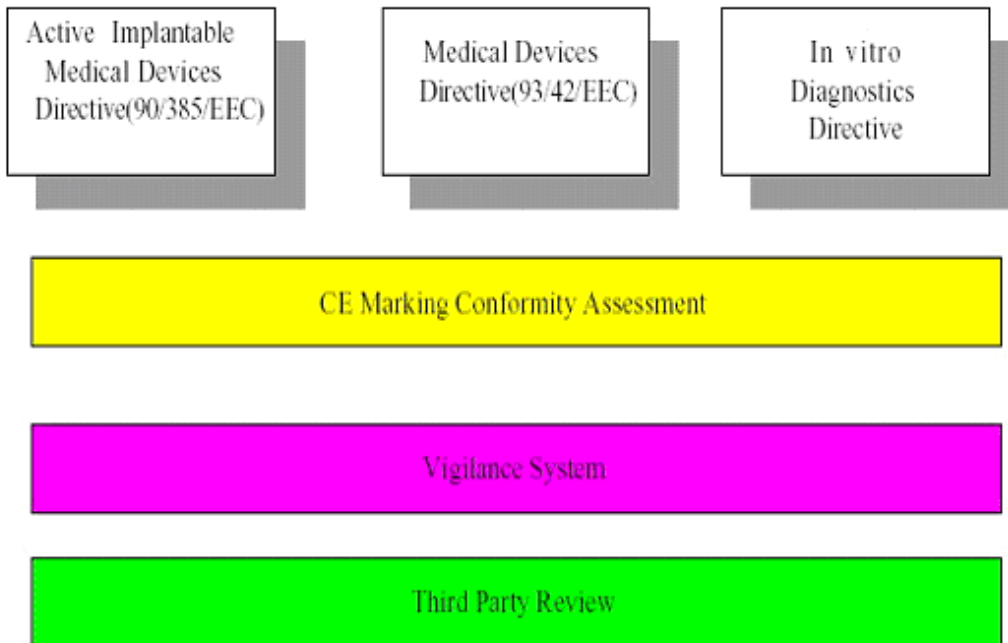 Active Implantable
Medical Devices
Directive(90/385/EEC)
Medical Devices
Directive(93/42/EEC)
In vitro
Diagnostics
Directive
CE Marking Conformity Assessment
Vigilance System
Third Party Review